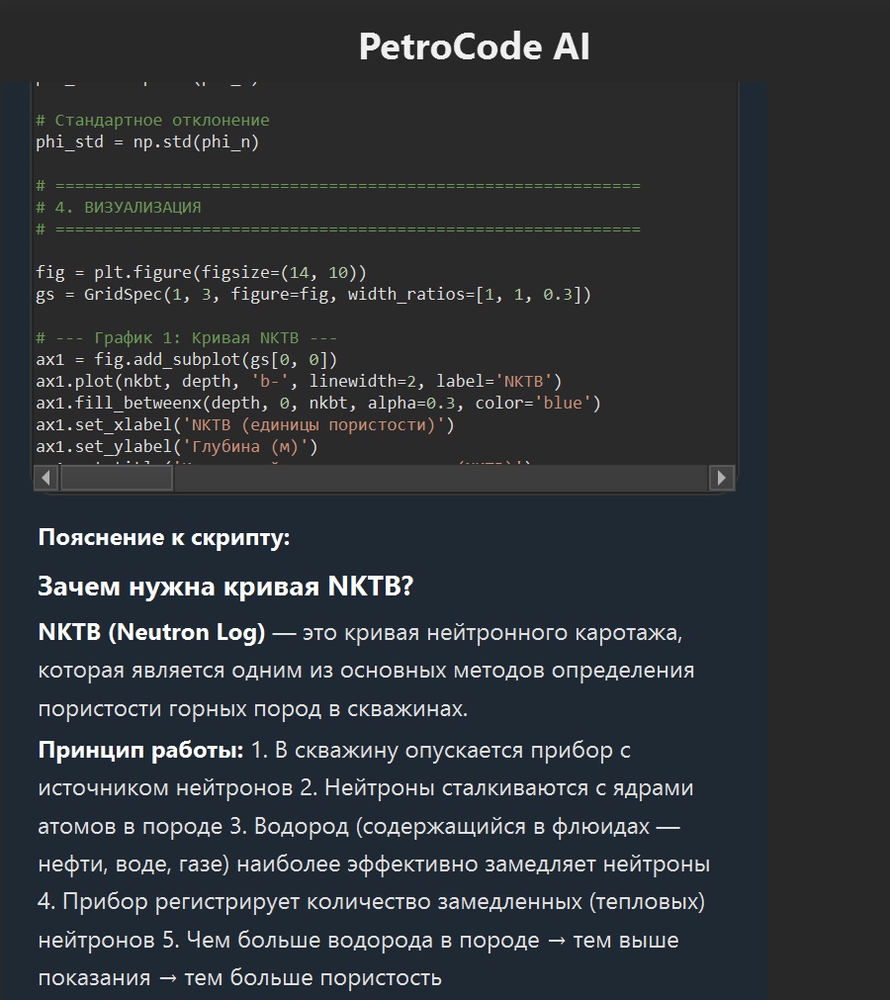 PetroCode AI
# Стандартное отклонение
phi_std = np.std(phi_n)
# ============================================================
# 4. ВИЗУАЛИЗАЦИЯ
# ============================================================
fig = plt.figure(figsize=(14, 10))
gs = GridSpec(1, 3, figure=fig, width_ratios=[1, 1, 0.3])
# --- График 1: Кривая NKTB ---
ax1 = fig.add_subplot(gs[0, 0])
ax1.plot(nkbt, depth, 'b-', linewidth=2, label='NKTB')
ax1.fill_betweenx(depth, 0, nkbt, alpha=0.3, color='blue')
ax1.set_xlabel('NKTB (единицы пористости)')
ax1.set_ylabel('Глубина (м)')
Пояснение к скрипту:
Зачем нужна кривая NKTB?
NKTB (Neutron Log) — это кривая нейтронного каротажа,
которая является одним из основных методов определения
пористости горных пород в скважинах.
Принцип работы: 1. В скважину опускается прибор с
источником нейтронов 2. Нейтроны сталкиваются с ядрами
атомов в породе 3. Водород (содержащийся в флюидах —
нефти, воде, газе) наиболее эффективно замедляет нейтроны
4. Прибор регистрирует количество замедленных (тепловых)
нейтронов 5. Чем больше водорода в породе → тем выше
показания → тем больше пористость